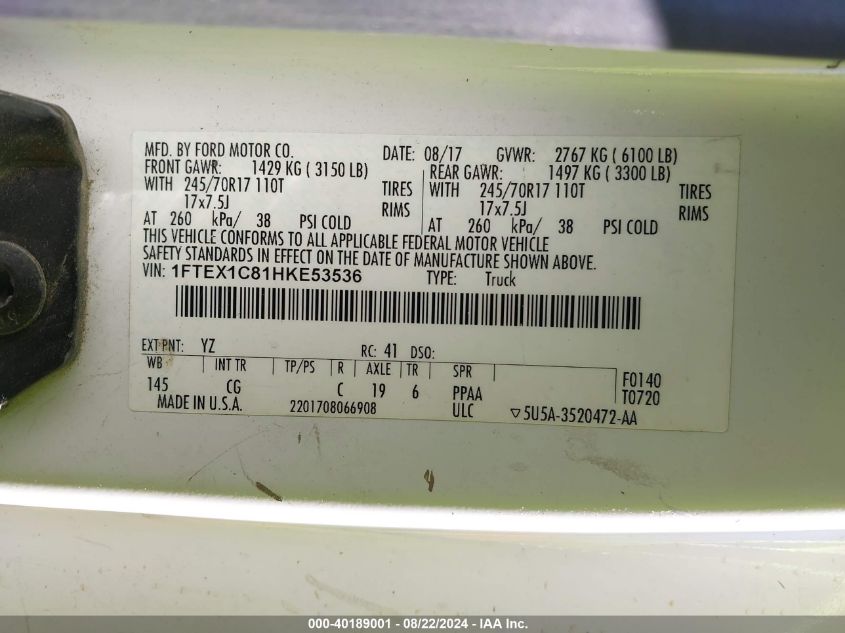 MFD. BY FORD MOTOR CO. DATE: 08/17 GVWR: 2767 KG ( 6100 LB)
FRONT GAWR: 1429 KG ( 3150 LB) REAR GAWR: 1497 KG ( 3300 LB)
WITH 245/70R17 110T TIRES WITH 245/70R17 110T TIRES
17x7.5J RIMS 17x7.5J RIMS
AT 260 kPa/ 38 PSI COLD AT 260 kPa/ 38 PSI COLD
THIS VEHICLE CONFORMS TO ALL APPLICABLE FEDERAL MOTOR VEHICLE
SAFETY STANDARDS IN EFFECT ON THE DATE OF MANUFACTURE SHOWN ABOVE.
VIN: 1FTEX1C81HKE53536 TYPE: Truck
EXT PNT: YZ RC: 41 DSO:
WB INT TR TP/PS R AXLE TR SPR
145 CG C 19 6 PPAA F0140
T0720
MADE IN U.S.A. 2201708066908 ULC ▽5U5A-3520472-AA
000-40189001 - 08/22/2024 - IAA Inc.